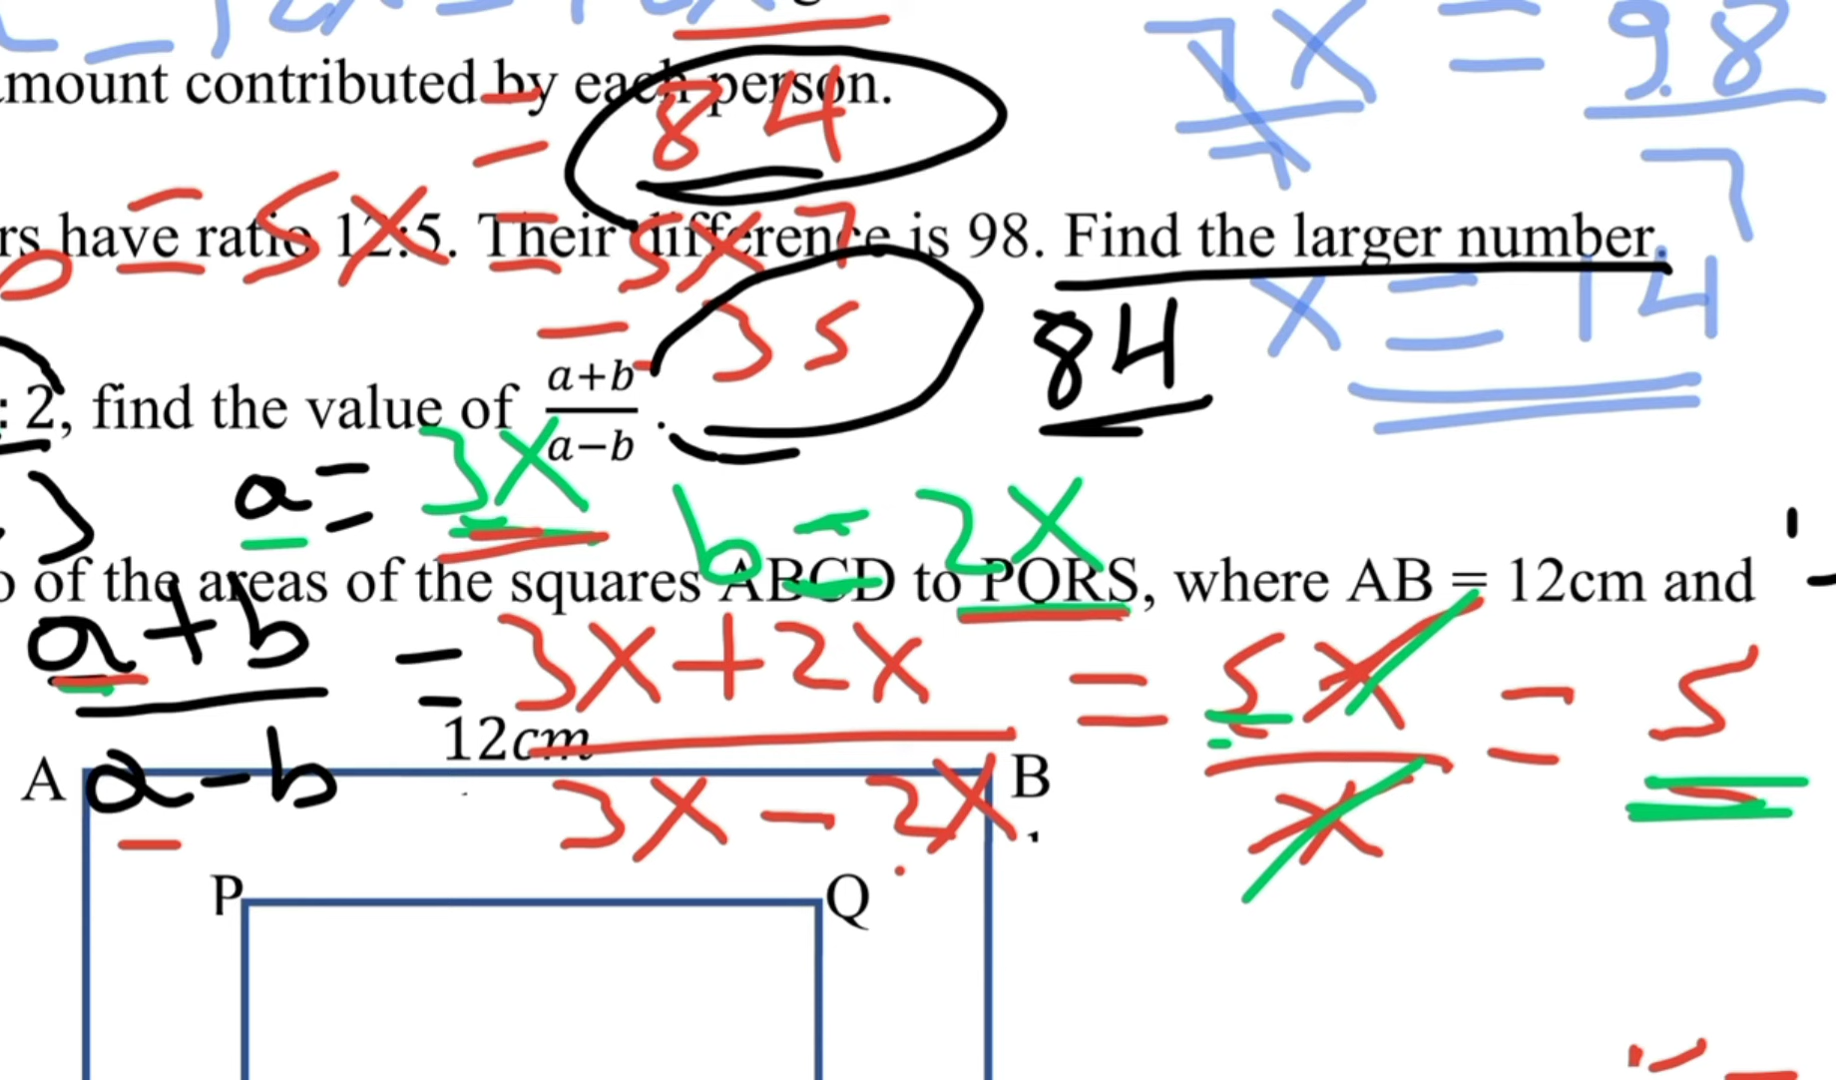 7x = 98
amount contributed by each person.
= 84
7
rs have ratio 12:5. Their difference is 98. Find the larger number.
= 5x = 5x7
x = 14
= 35
84
: 2, find the value of a+b/a−b.
a = 3x b = 2x
of the areas of the squares ABCD to PQRS, where AB = 12cm and
a+b/a-b = 3x+2x/3x-2x = 5x/x = 5
12cm
A B
P Q